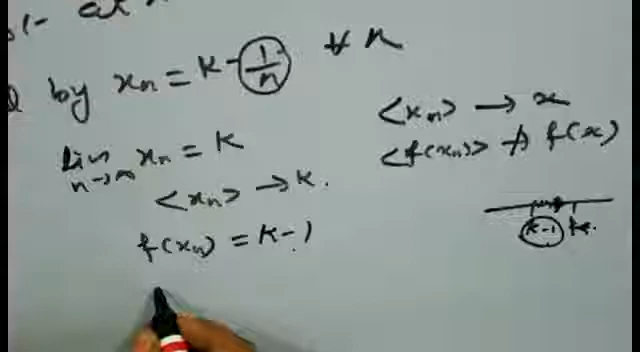 by xₙ = K - 1/n ∀ n
lim n→∞ xₙ = K
<xₙ> → K.
f(xₙ) = K-1
<xₙ> → x
<f(xₙ)> ↛ f(x)
K-1 K